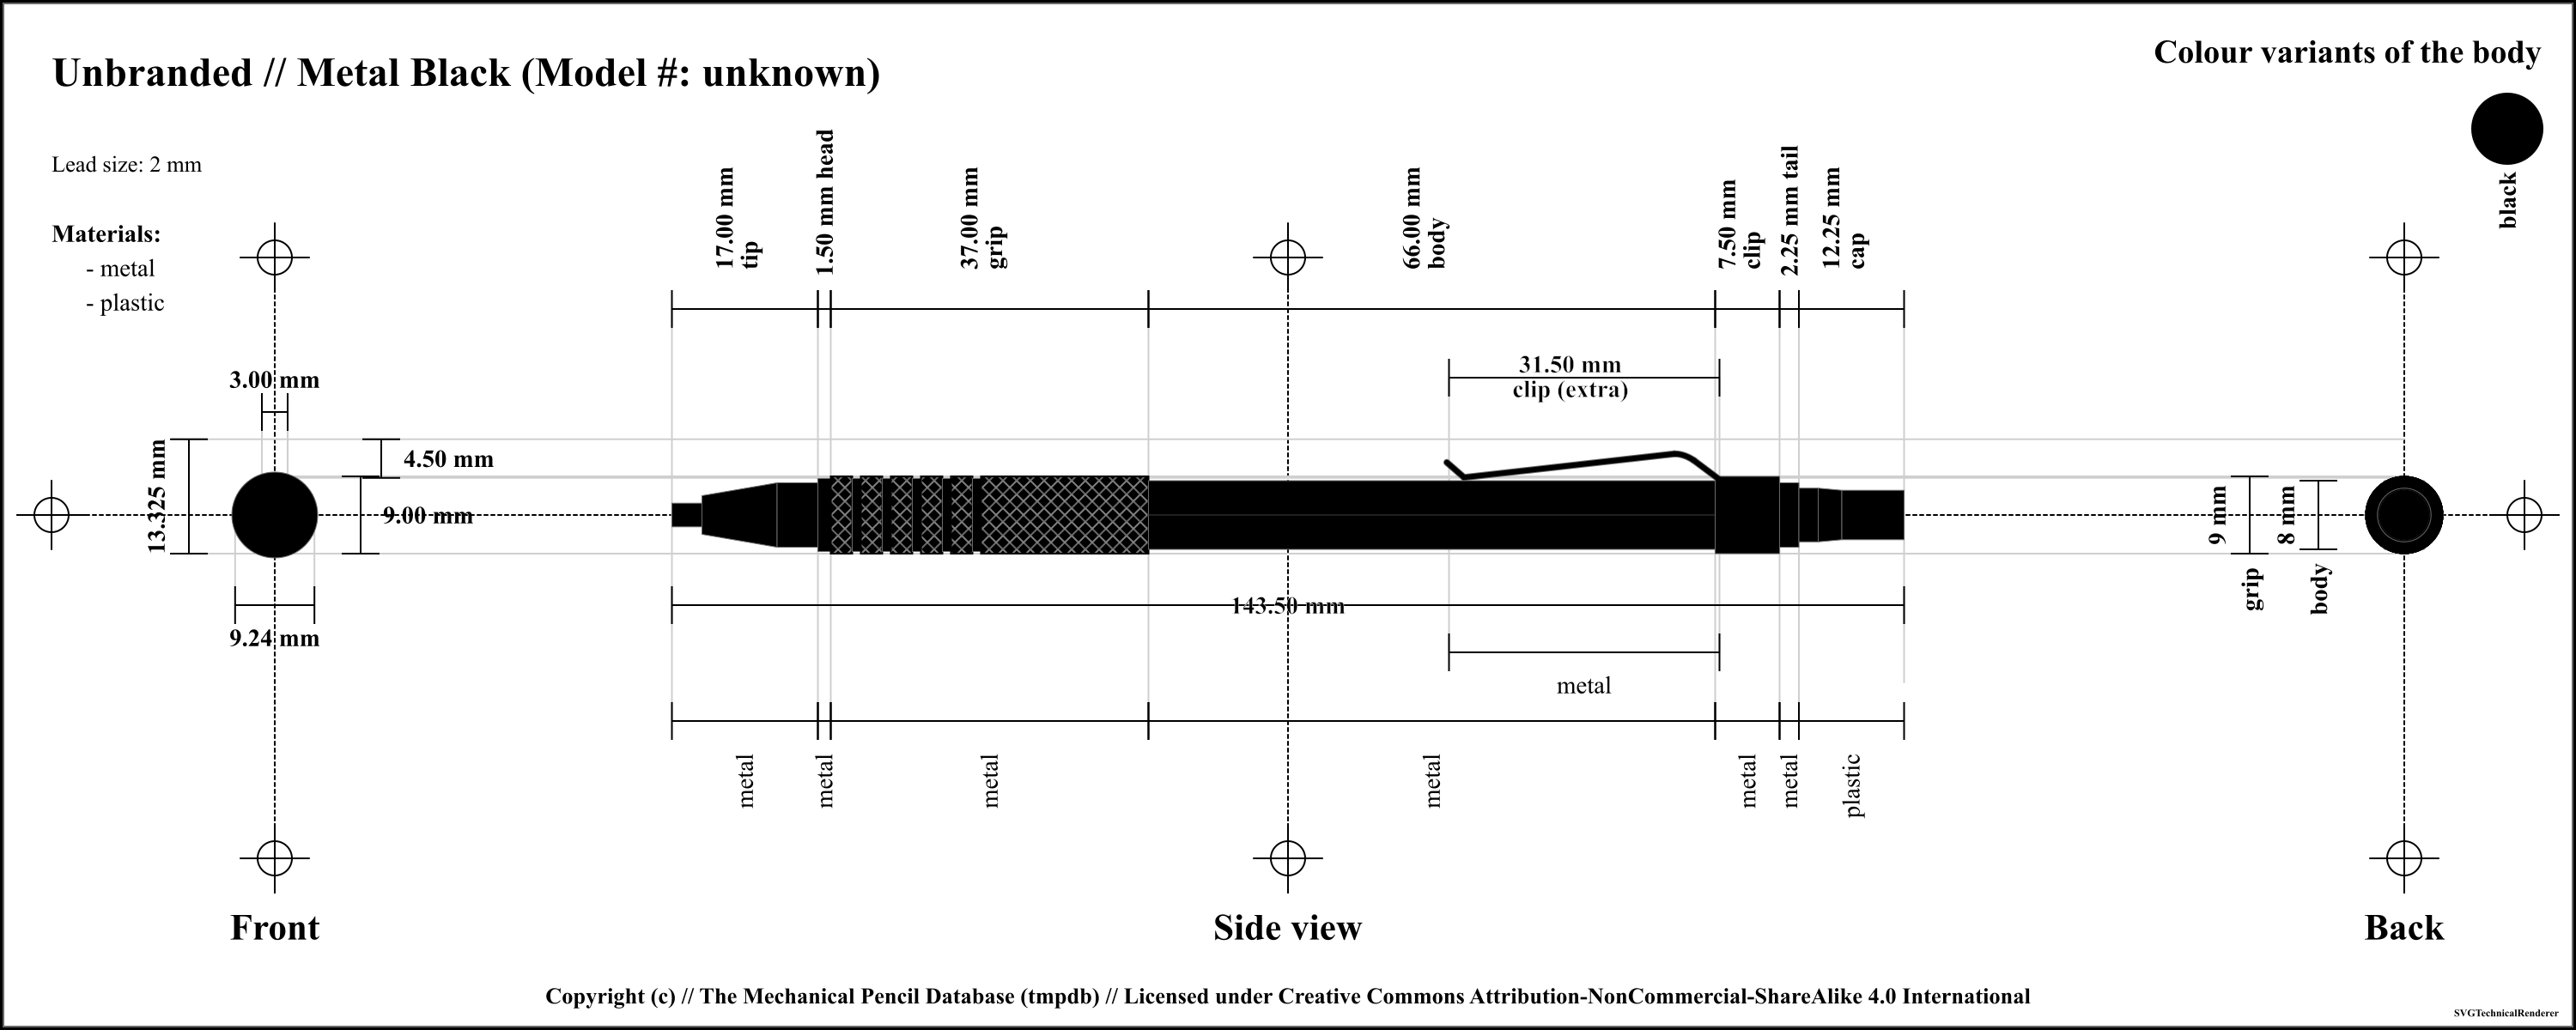 Unbranded // Metal Black (Model #: unknown)
Colour variants of the body
black
Lead size: 2 mm
Materials:
- metal
- plastic
17.00 mm
tip
1.50 mm head
37.00 mm
grip
66.00 mm
body
7.50 mm
clip
2.25 mm tail
12.25 mm
cap
31.50 mm
clip (extra)
3.00 mm
13.325 mm
4.50 mm
9.00 mm
9.24 mm
143.50 mm
9 mm
grip
8 mm
body
metal
metal
metal
metal
metal
metal
metal
plastic
Front
Side view
Back
Copyright (c) // The Mechanical Pencil Database (tmpdb) // Licensed under Creative Commons Attribution-NonCommercial-ShareAlike 4.0 International
SVGTechnicalRenderer